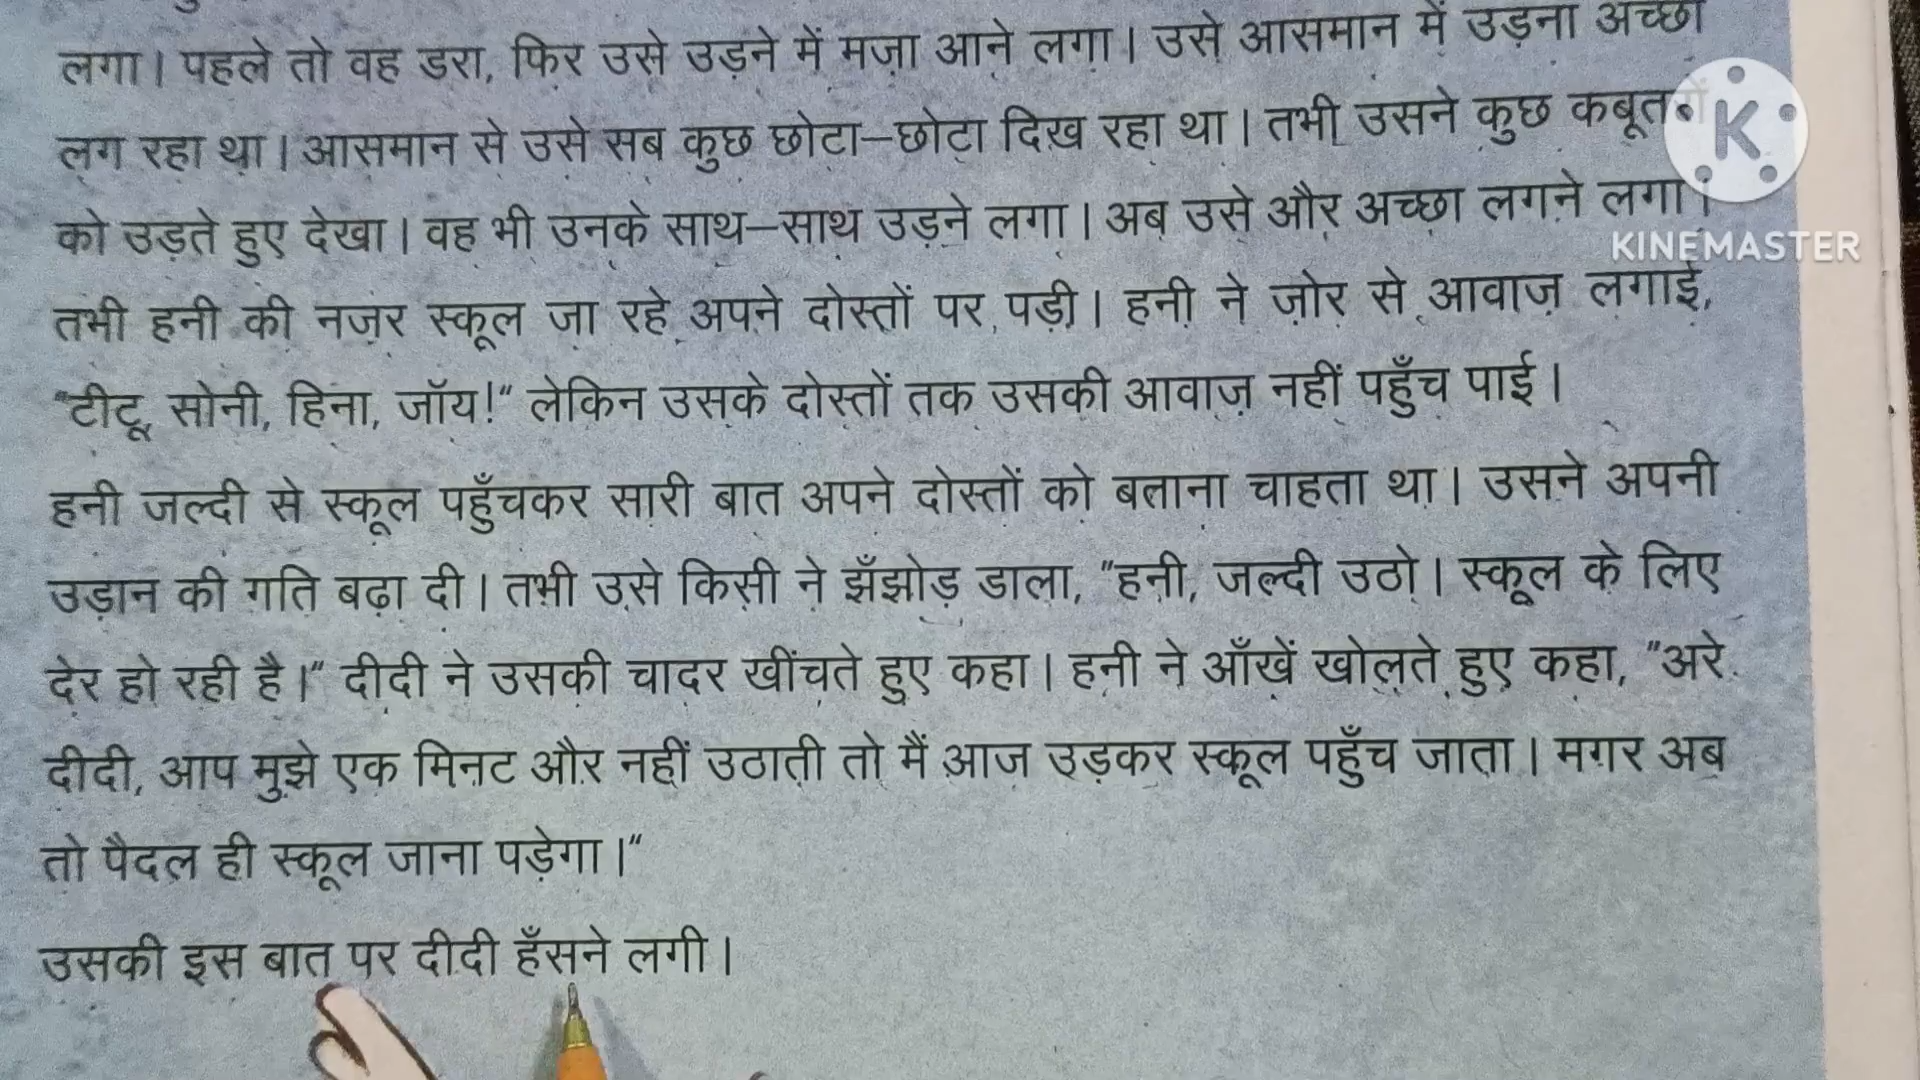 लगा। पहले तो वह डरा, फिर उसे उड़ने में मज़ा आने लगा। उसे आसमान में उड़ना अच्छा
लग रहा था। आसमान से उसे सब कुछ छोटा–छोटा दिख रहा था। तभी उसने कुछ
को उड़ते हुए देखा। वह भी उनके साथ–साथ उड़ने लगा। अब उसे और अच्छा लगने लगा।
तभी हनी की नज़र स्कूल जा रहे अपने दोस्तों पर पड़ी। हनी ने ज़ोर से आवाज़ लगाई,
"टीटू, सोनी, हिना, जॉय!" लेकिन उसके दोस्तों तक उसकी आवाज़ नहीं पहुँच पाई।
हनी जल्दी से स्कूल पहुँचकर सारी बात अपने दोस्तों को बताना चाहता था। उसने अपनी
उड़ान की गति बढ़ा दी। तभी उसे किसी ने झँझोड़ डाला, "हनी, जल्दी उठो। स्कूल के लिए
देर हो रही है।" दीदी ने उसकी चादर खींचते हुए कहा। हनी ने आँखें खोलते हुए कहा, "अरे
दीदी, आप मुझे एक मिनट और नहीं उठाती तो मैं आज उड़कर स्कूल पहुँच जाता। मगर अब
तो पैदल ही स्कूल जाना पड़ेगा।"
उसकी इस बात पर दीदी हँसने लगी।
K
KINEMASTER